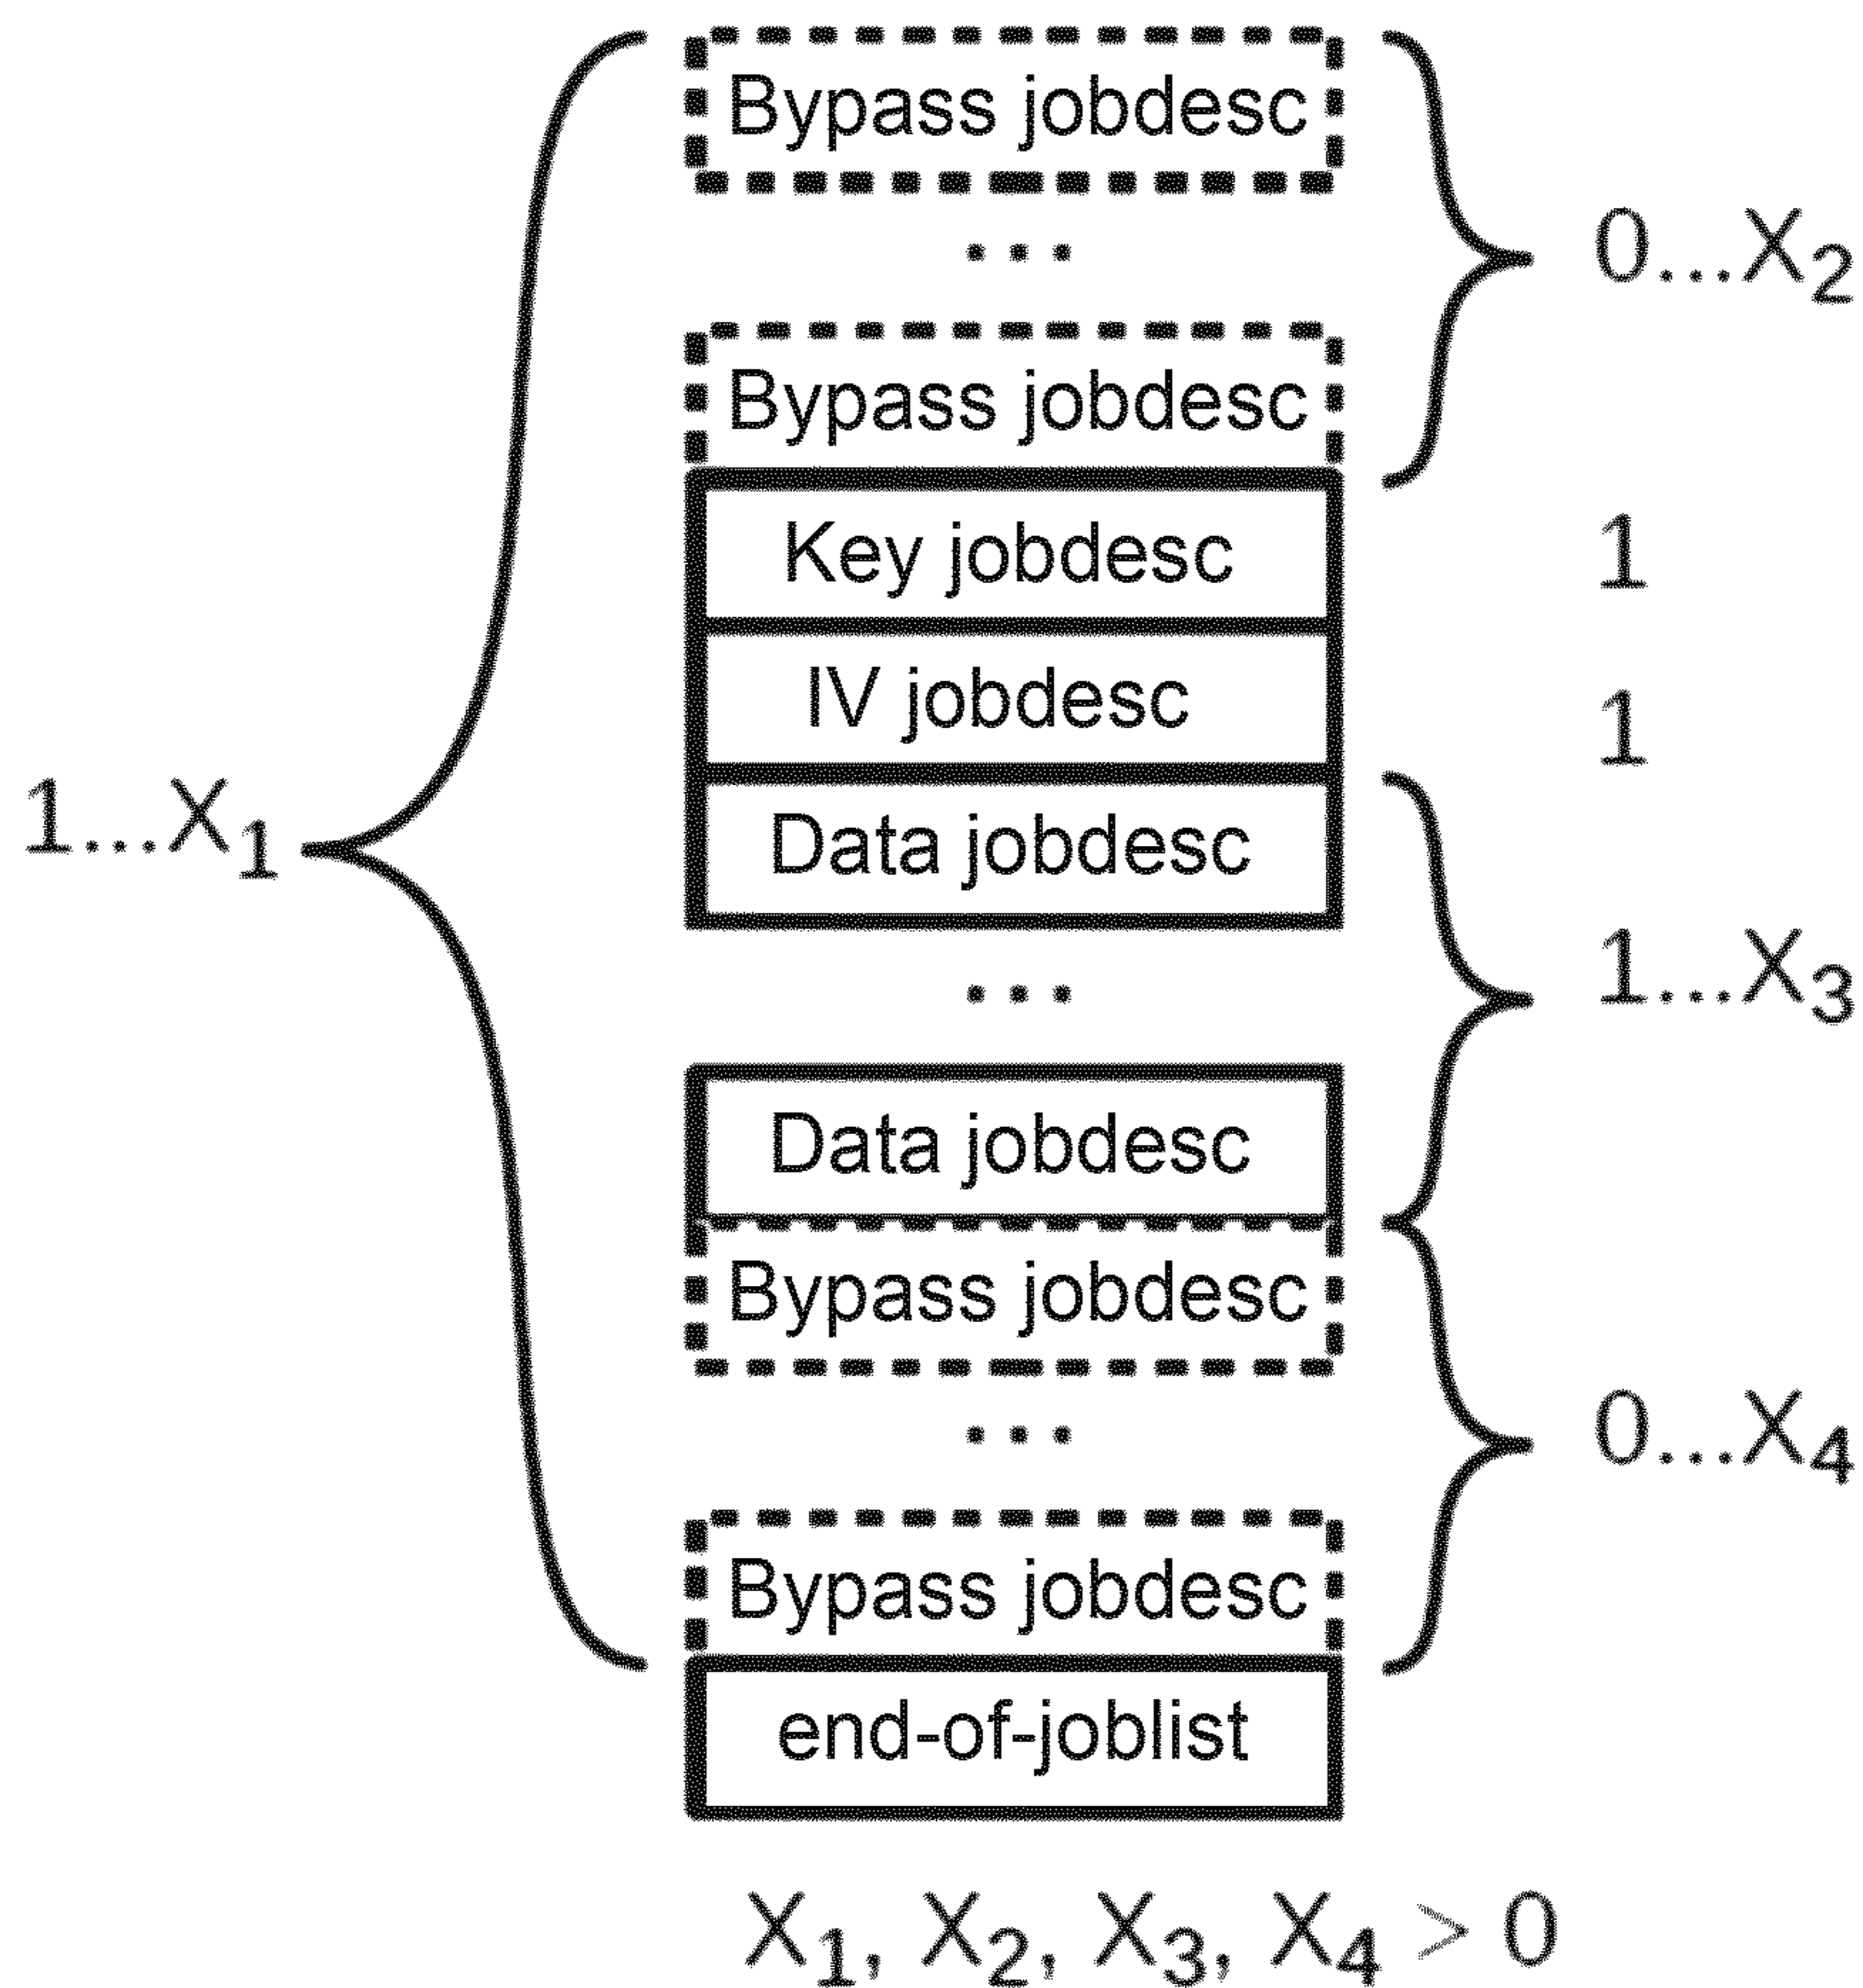 Bypass jobdesc
...
0...X₂
Bypass jobdesc
Key jobdesc
1
IV jobdesc
1
1...X₁
Data jobdesc
...
1...X₃
Data jobdesc
Bypass jobdesc
...
0...X₄
Bypass jobdesc
end-of-joblist
X₁, X₂, X₃, X₄ > 0